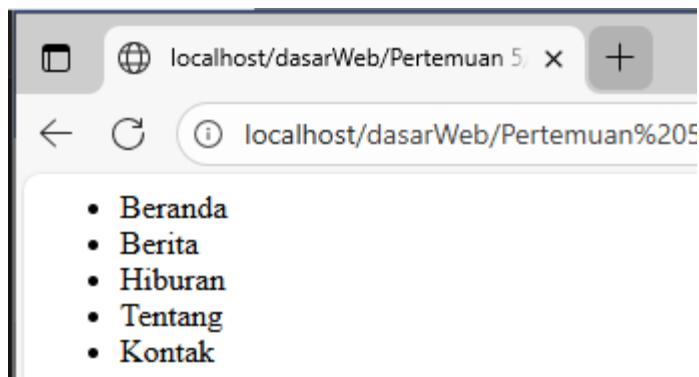 localhost/dasarWeb/Pertemuan 5/
localhost/dasarWeb/Pertemuan%205
Beranda
Berita
Hiburan
Tentang
Kontak